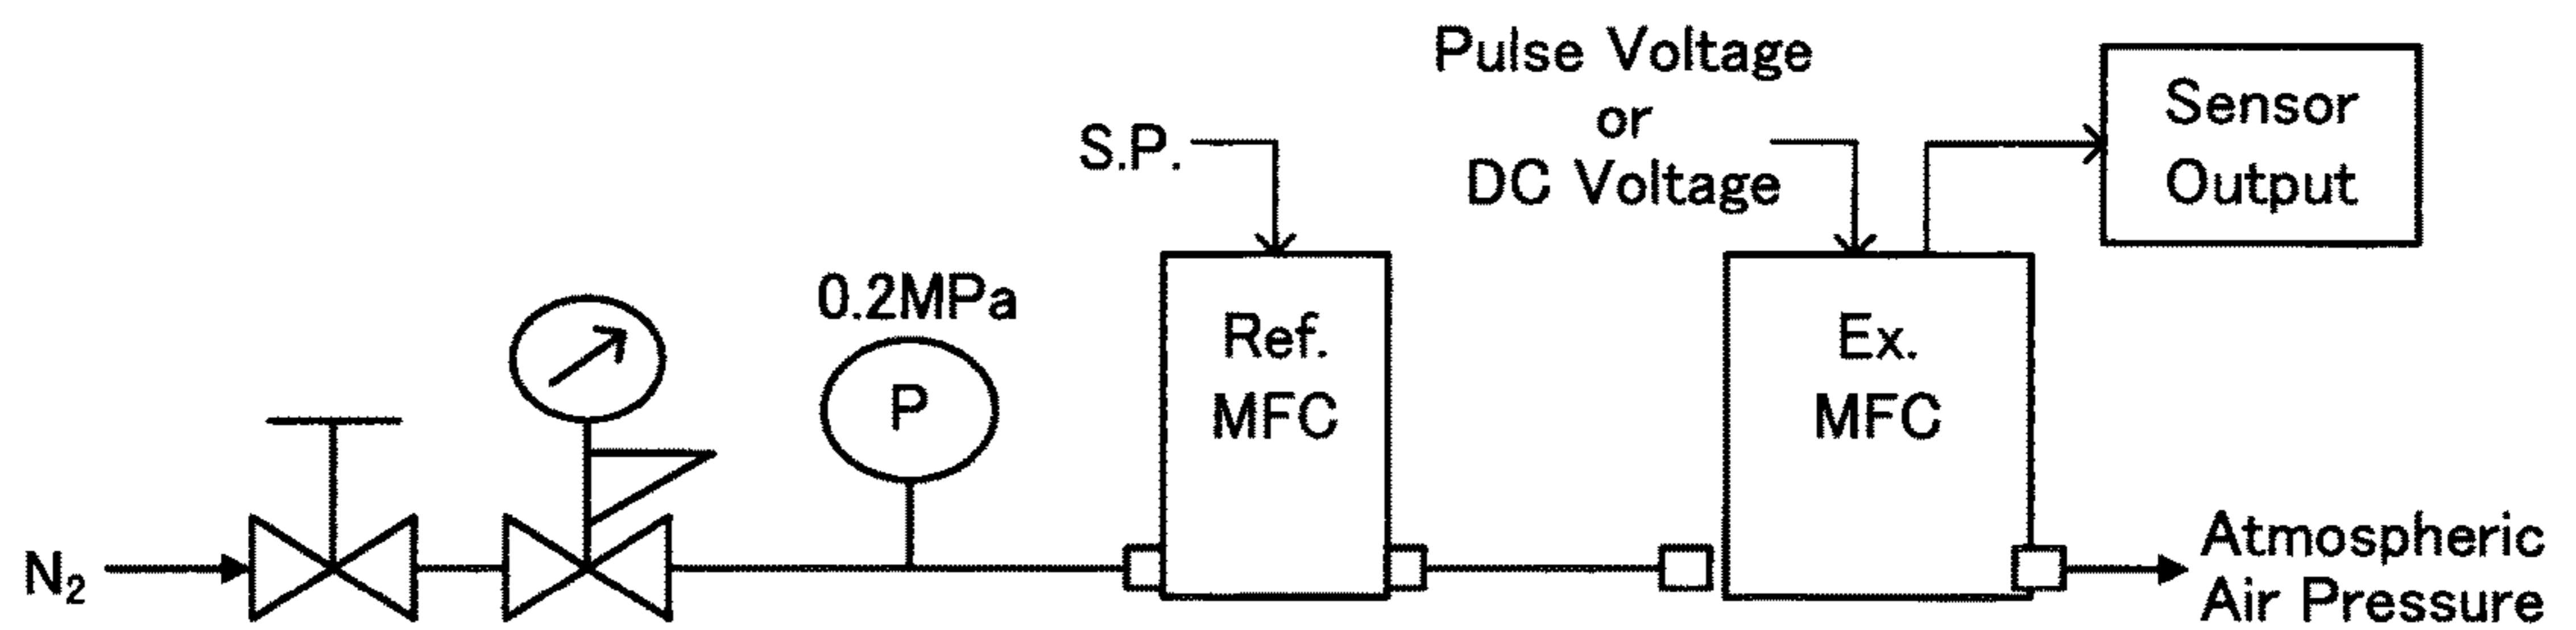 N₂
0.2MPa
P
S.P.
Ref.
MFC
Pulse Voltage
or
DC Voltage
Ex.
MFC
Sensor
Output
Atmospheric
Air Pressure